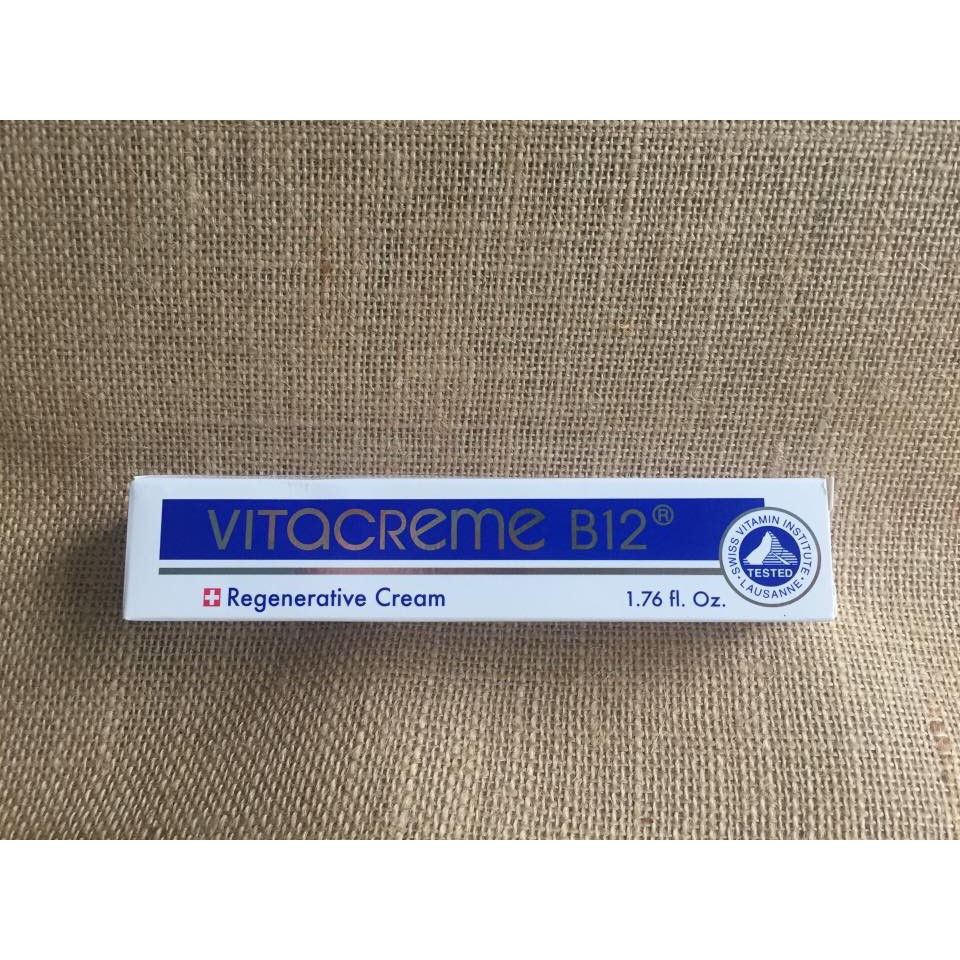 VITACREME B12®
Regenerative Cream
1.76 fl. Oz.
SWISS VITAMIN INSTITUTE
TESTED
• LAUSANNE •